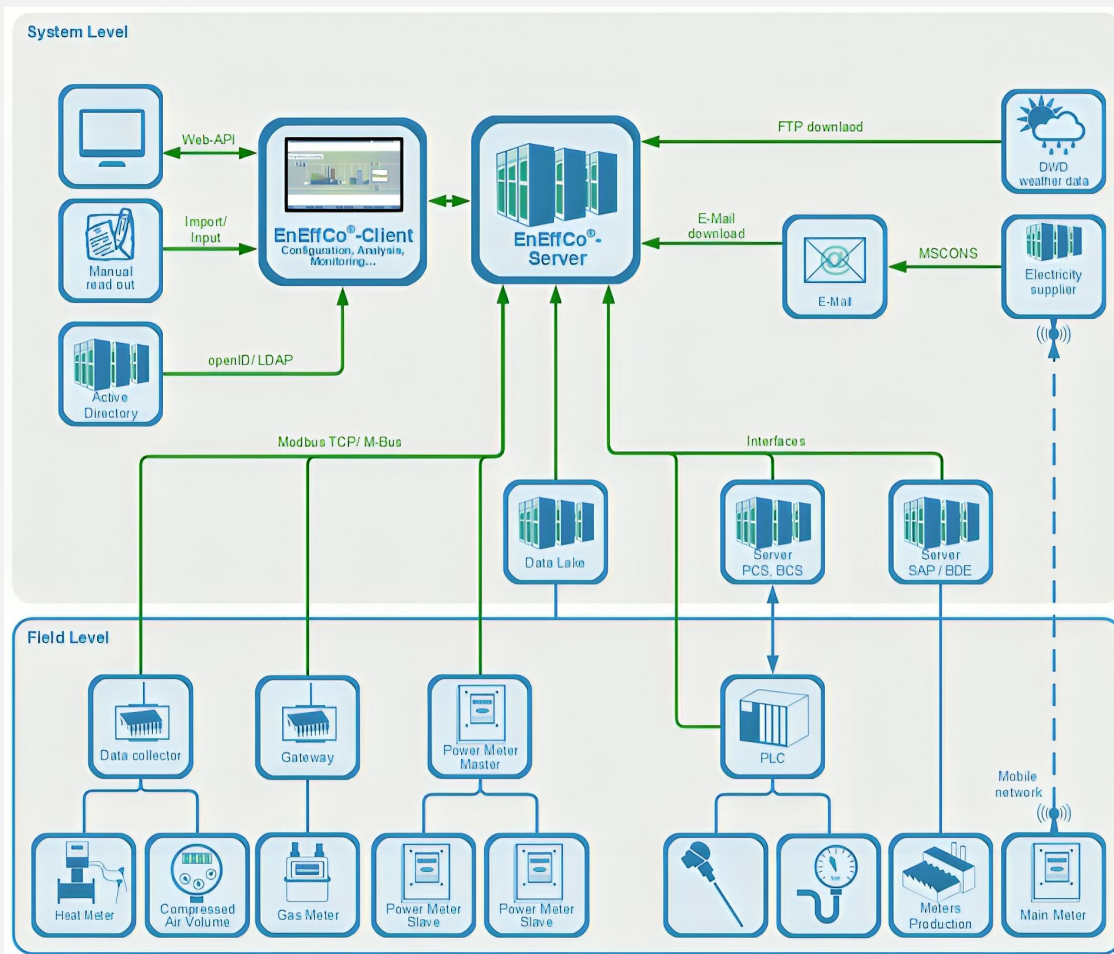 System Level
Web-API
FTP downlaod
DWD
weather data
Import/
Input
EnEffCo®-Client
Configuration, Analysis,
Monitoring...
EnEffCo®-
Server
E-Mail
download
E-Mail
MSCONS
Electricity
supplier
Manual
read out
openID/ LDAP
Active
Directory
Modbus TCP/ M-Bus
Interfaces
Data Lake
Server
PCS, BCS
Server
SAP / BDE
Field Level
Data collector
Gateway
Power Meter
Master
PLC
Mobile
network
Heat Meter
Compressed
Air Volume
Gas Meter
Power Meter
Slave
Power Meter
Slave
Meters
Production
Main Meter